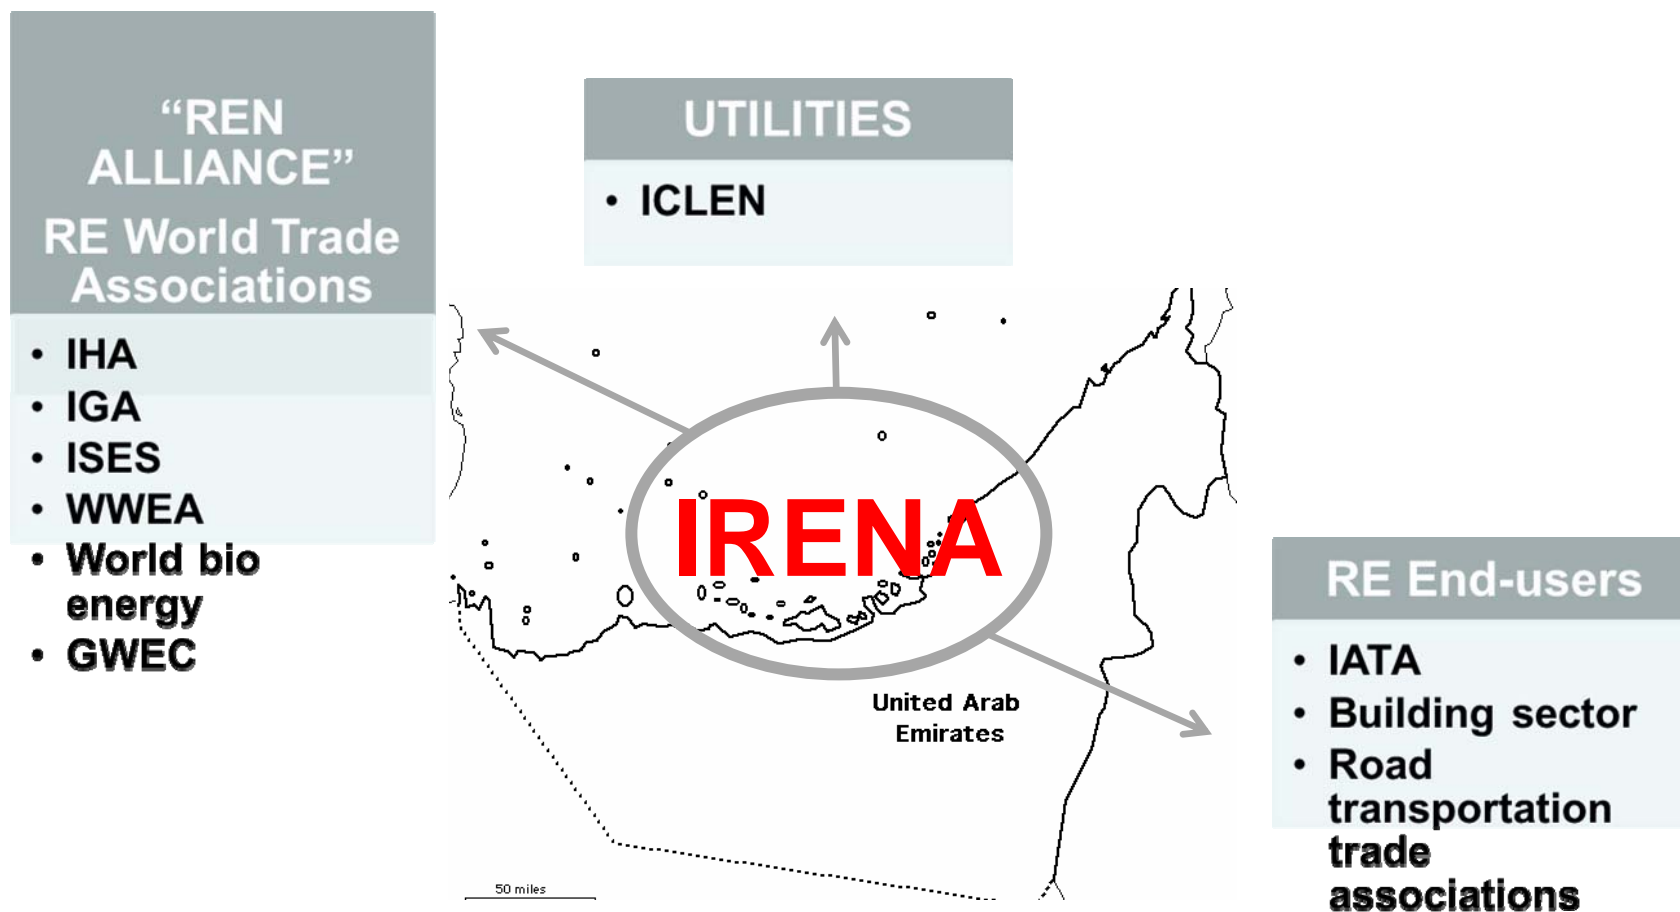 “REN
ALLIANCE”
RE World Trade
Associations
• IHA
• IGA
• ISES
• WWEA
• World bio
energy
• GWEC
UTILITIES
• ICLEN
IRENA
United Arab
Emirates
50 miles
RE End-users
• IATA
• Building sector
• Road
transportation
trade
associations